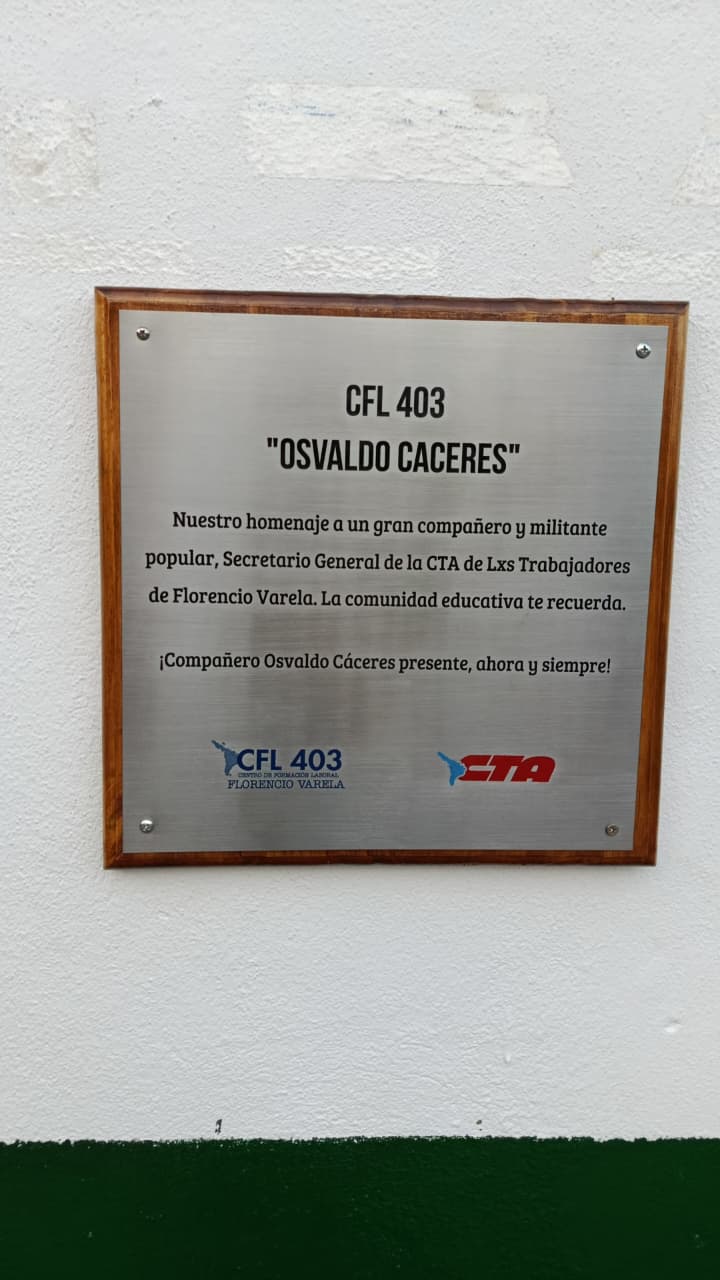 CFL 403
"OSVALDO CACERES"
Nuestro homenaje a un gran compañero y militante
popular, Secretario General de la CTA de Lxs Trabajadores
de Florencio Varela. La comunidad educativa te recuerda.
¡Compañero Osvaldo Cáceres presente, ahora y siempre!
CFL 403
CENTRO DE FORMACIÓN LABORAL
FLORENCIO VARELA
CTA